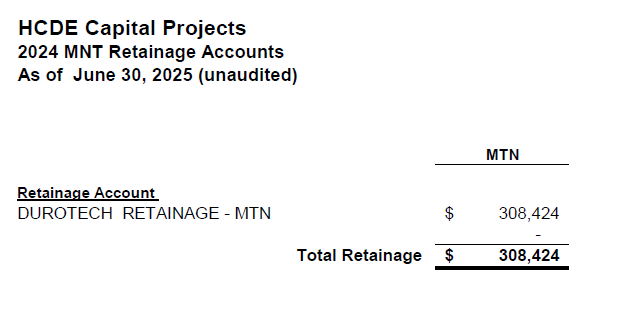 HCDE Capital Projects
2024 MNT Retainage Accounts
As of  June 30, 2025 (unaudited)
MTN
Retainage Account
DUROTECH  RETAINAGE - MTN $ 308,424
-
Total Retainage $ 308,424